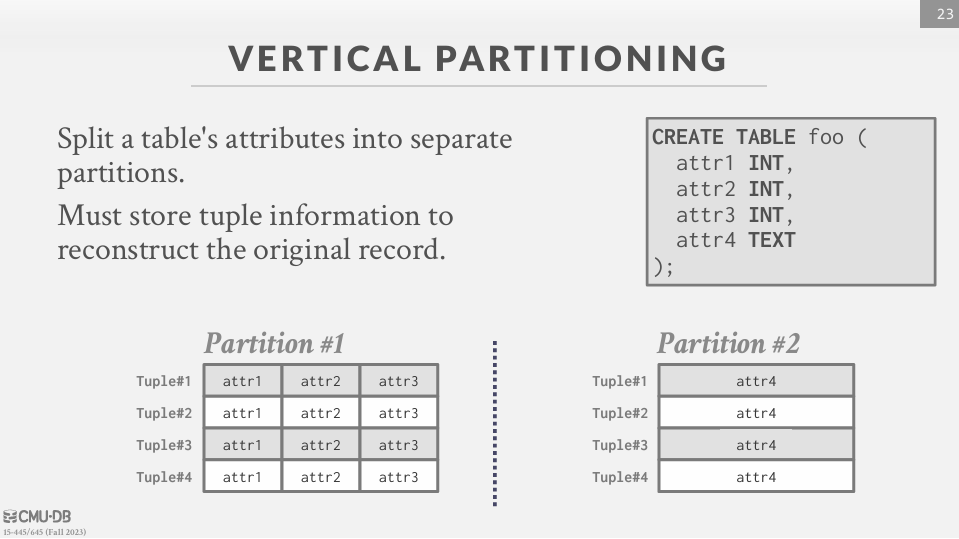 23
VERTICAL PARTITIONING
Split a table's attributes into separate
partitions.
Must store tuple information to
reconstruct the original record.
CREATE TABLE foo (
  attr1 INT,
  attr2 INT,
  attr3 INT,
  attr4 TEXT
);
Partition #1
Tuple#1 attr1 attr2 attr3
Tuple#2 attr1 attr2 attr3
Tuple#3 attr1 attr2 attr3
Tuple#4 attr1 attr2 attr3
Partition #2
Tuple#1 attr4
Tuple#2 attr4
Tuple#3 attr4
Tuple#4 attr4
CMU·DB
15-445/645 (Fall 2023)